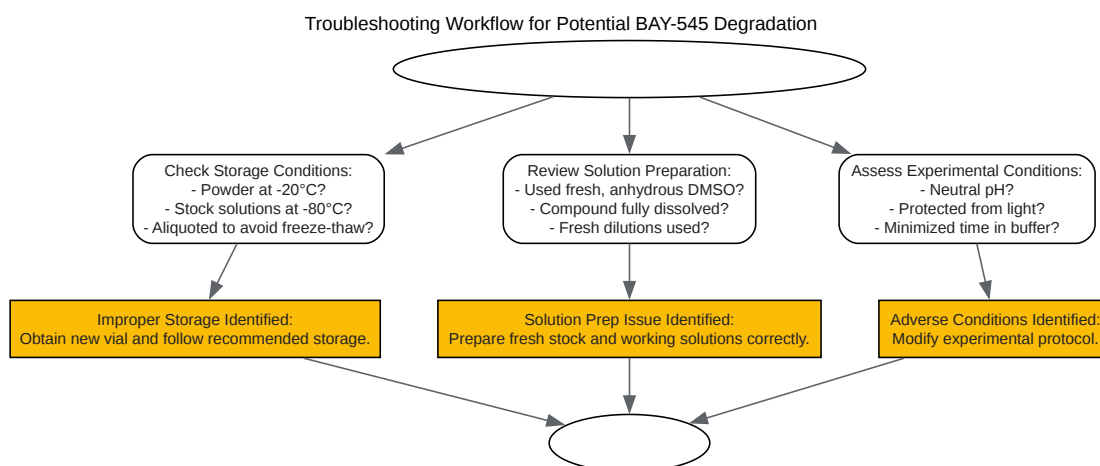 Troubleshooting Workflow for Potential BAY-545 Degradation
Check Storage Conditions:
- Powder at -20°C?
- Stock solutions at -80°C?
- Aliquoted to avoid freeze-thaw?
Review Solution Preparation:
- Used fresh, anhydrous DMSO?
- Compound fully dissolved?
- Fresh dilutions used?
Assess Experimental Conditions:
- Neutral pH?
- Protected from light?
- Minimized time in buffer?
Improper Storage Identified:
Obtain new vial and follow recommended storage.
Solution Prep Issue Identified:
Prepare fresh stock and working solutions correctly.
Adverse Conditions Identified:
Modify experimental protocol.